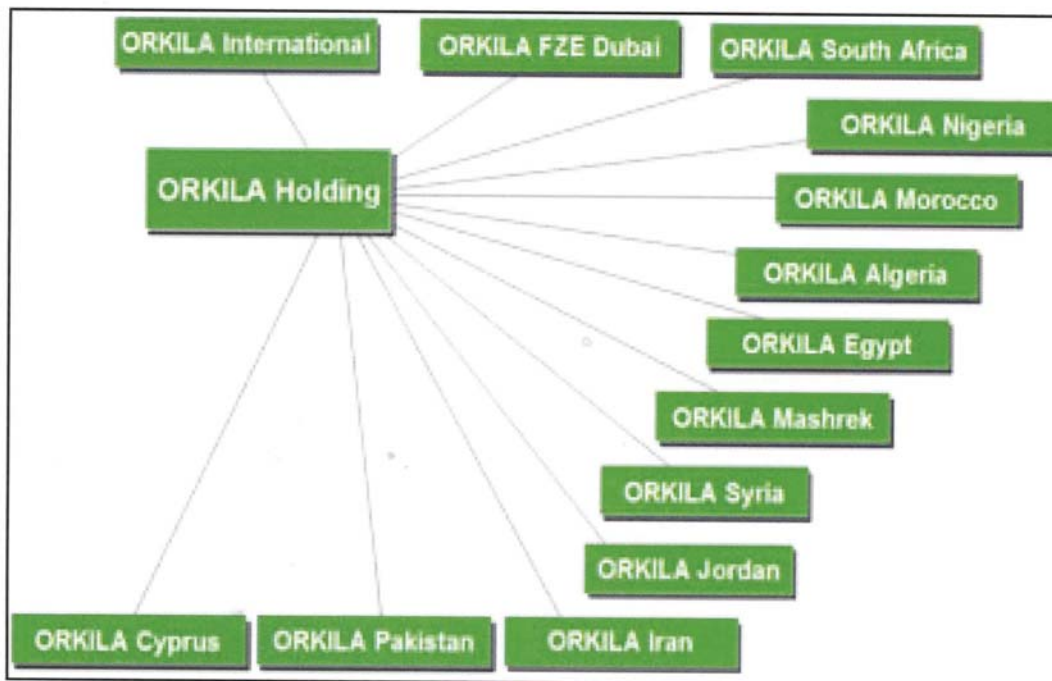 ORKILA International
ORKILA FZE Dubai
ORKILA South Africa
ORKILA Nigeria
ORKILA Holding
ORKILA Morocco
ORKILA Algeria
ORKILA Egypt
ORKILA Mashrek
ORKILA Syria
ORKILA Jordan
ORKILA Cyprus
ORKILA Pakistan
ORKILA Iran